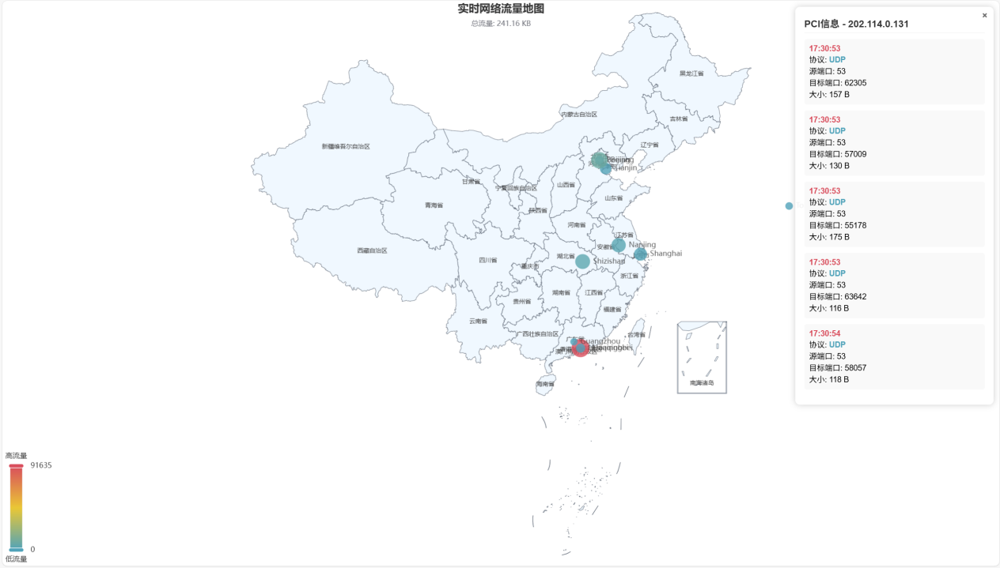 实时网络流量地图
总流量: 241.16 KB
黑龙江省
内蒙古自治区
吉林省
新疆维吾尔自治区
辽宁省
Beijing
Tianjin
甘肃省
宁夏回族自治区
山西省
山东省
青海省
陕西省
河南省
江苏省
安徽省
Nanjing
西藏自治区
四川省
湖北省
Shanghai
Shizishan
重庆市
浙江省
湖南省
江西省
贵州省
福建省
云南省
广西壮族自治区
台湾省
广东省
Guangzhou
海南省
南海诸岛
高流量
91635
0
低流量
×
PCI信息 - 202.114.0.131
17:30:53
协议: UDP
源端口: 53
目标端口: 62305
大小: 157 B
17:30:53
协议: UDP
源端口: 53
目标端口: 57009
大小: 130 B
17:30:53
协议: UDP
源端口: 53
目标端口: 55178
大小: 175 B
17:30:53
协议: UDP
源端口: 53
目标端口: 63642
大小: 116 B
17:30:54
协议: UDP
源端口: 53
目标端口: 58057
大小: 118 B